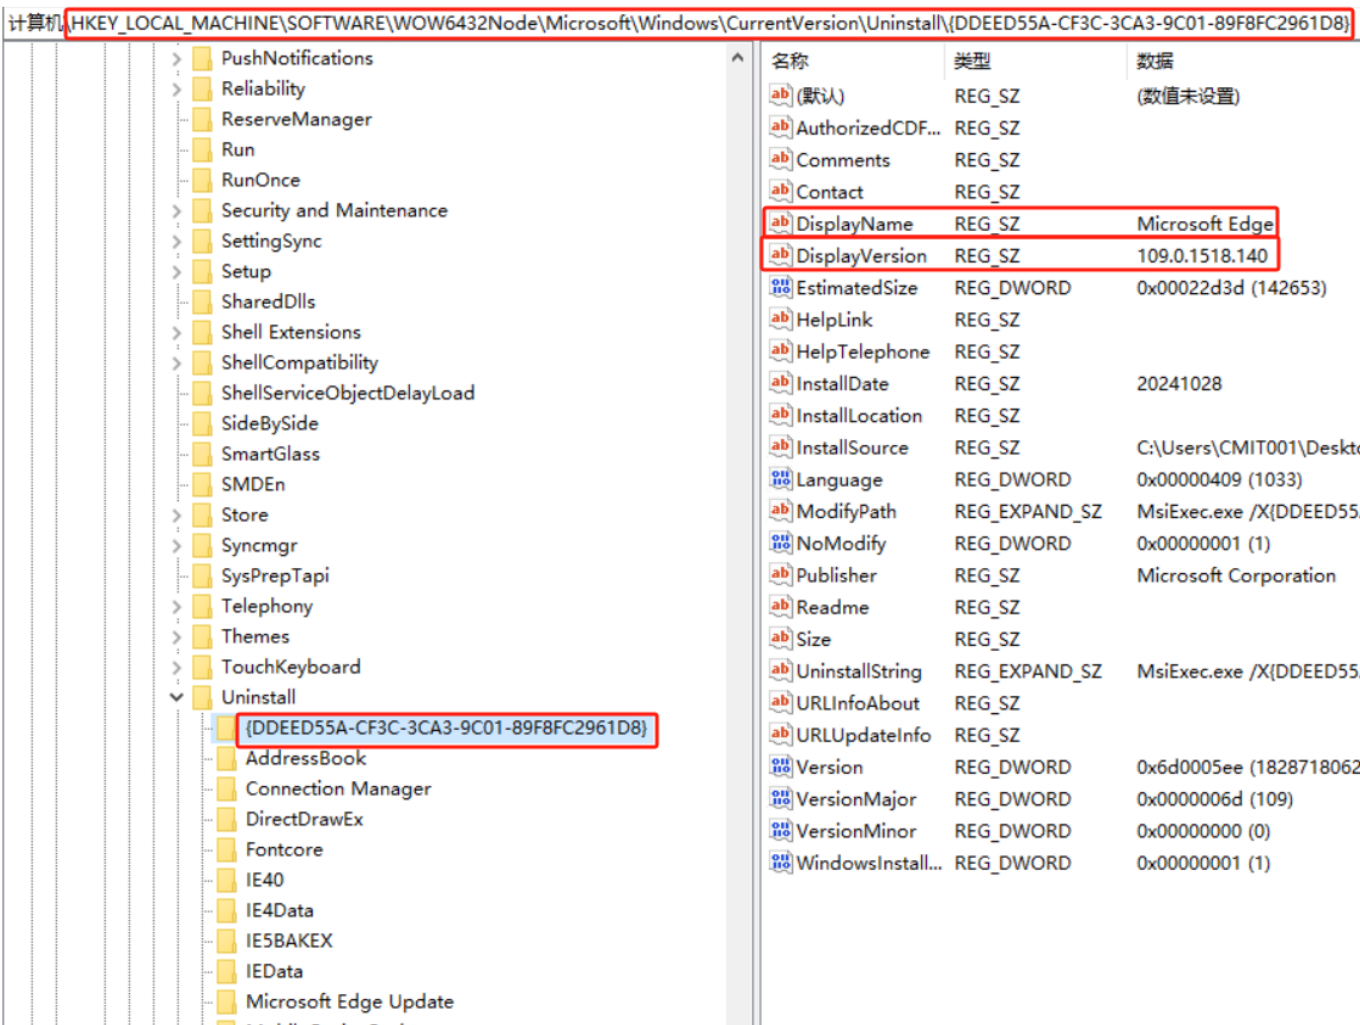 计算机\HKEY_LOCAL_MACHINE\SOFTWARE\WOW6432Node\Microsoft\Windows\CurrentVersion\Uninstall\{DDEED55A-CF3C-3CA3-9C01-89F8FC2961D8}
PushNotifications
Reliability
ReserveManager
Run
RunOnce
Security and Maintenance
SettingSync
Setup
SharedDlls
Shell Extensions
ShellCompatibility
ShellServiceObjectDelayLoad
SideBySide
SmartGlass
SMDEn
Store
Syncmgr
SysPrepTapi
Telephony
Themes
TouchKeyboard
Uninstall
{DDEED55A-CF3C-3CA3-9C01-89F8FC2961D8}
AddressBook
Connection Manager
DirectDrawEx
Fontcore
IE40
IE4Data
IE5BAKEX
IEData
Microsoft Edge Update
名称 类型 数据
(默认) REG_SZ (数值未设置)
AuthorizedCDF... REG_SZ
Comments REG_SZ
Contact REG_SZ
DisplayName REG_SZ Microsoft Edge
DisplayVersion REG_SZ 109.0.1518.140
EstimatedSize REG_DWORD 0x00022d3d (142653)
HelpLink REG_SZ
HelpTelephone REG_SZ
InstallDate REG_SZ 20241028
InstallLocation REG_SZ
InstallSource REG_SZ C:\Users\CMIT001\Deskto
Language REG_DWORD 0x00000409 (1033)
ModifyPath REG_EXPAND_SZ MsiExec.exe /X{DDEED55
NoModify REG_DWORD 0x00000001 (1)
Publisher REG_SZ Microsoft Corporation
Readme REG_SZ
Size REG_SZ
UninstallString REG_EXPAND_SZ MsiExec.exe /X{DDEED55
URLInfoAbout REG_SZ
URLUpdateInfo REG_SZ
Version REG_DWORD 0x6d0005ee (1828718062
VersionMajor REG_DWORD 0x0000006d (109)
VersionMinor REG_DWORD 0x00000000 (0)
WindowsInstall... REG_DWORD 0x00000001 (1)